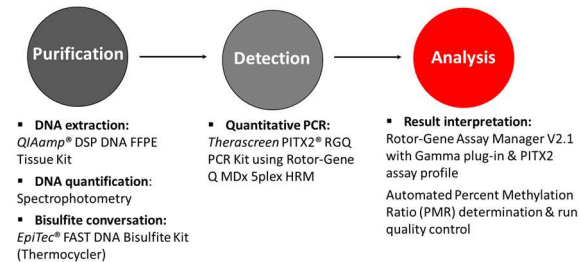 Purification
Detection
Analysis
▪ DNA extraction:
QIAamp® DSP DNA FFPE
Tissue Kit
▪ DNA quantification:
Spectrophotometry
▪ Bisulfite conversation:
EpiTec® FAST DNA Bisulfite Kit
(Thermocycler)
▪ Quantitative PCR:
Therascreen PITX2® RGQ
PCR Kit using Rotor-Gene
Q MDx 5plex HRM
▪ Result interpretation:
Rotor-Gene Assay Manager V2.1
with Gamma plug-in & PITX2
assay profile
Automated Percent Methylation
Ratio (PMR) determination & run
quality control